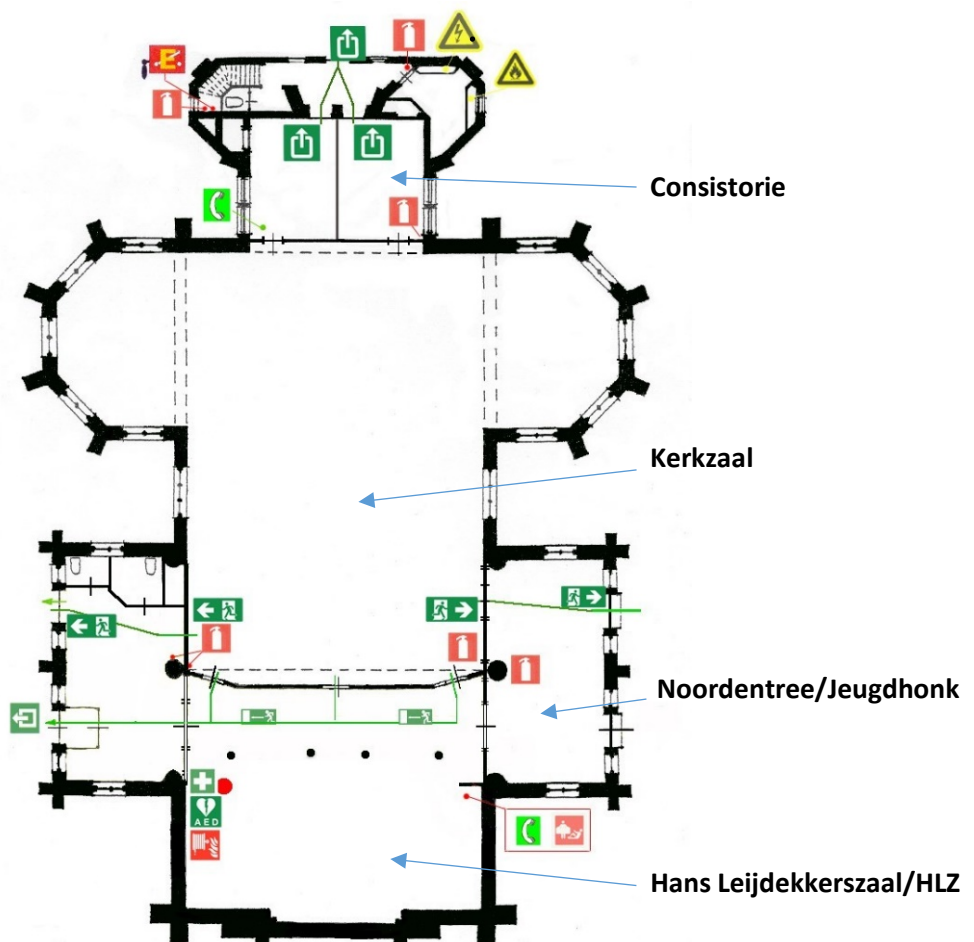 E
Consistorie
Kerkzaal
Noordentree/Jeugdhonk
AED
Hans Leijdekkerszaal/HLZ